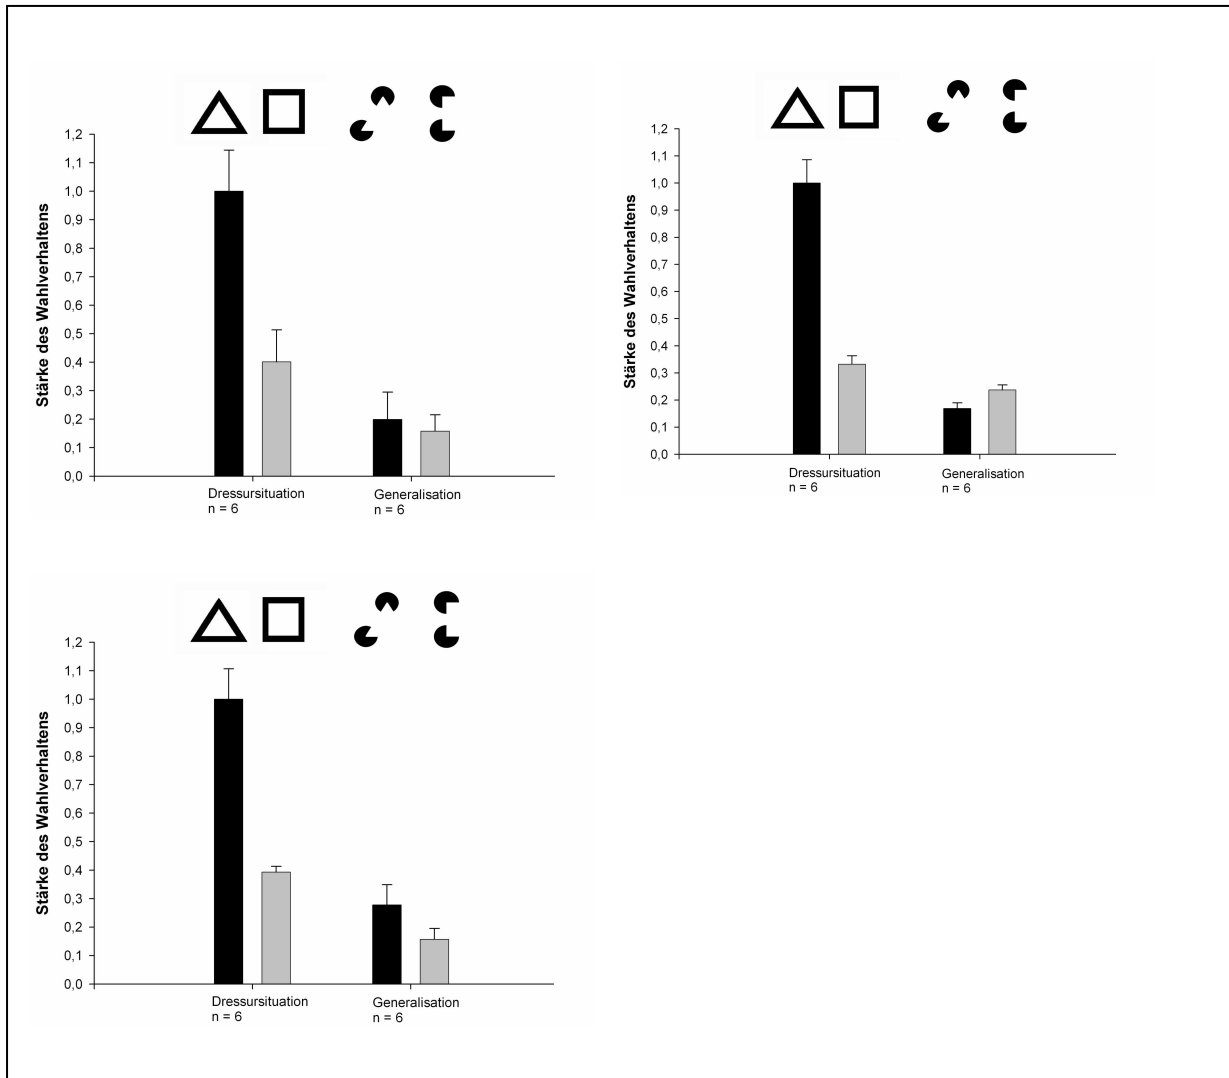 Stärke des Wahlverhaltens
1,2
1,1
1,0
0,9
0,8
0,7
0,6
0,5
0,4
0,3
0,2
0,1
0,0
Dressursituation
n = 6
Generalisation
n = 6
Stärke des Wahlverhaltens
1,2
1,1
1,0
0,9
0,8
0,7
0,6
0,5
0,4
0,3
0,2
0,1
0,0
Dressursituation
n = 6
Generalisation
n = 6
Stärke des Wahlverhaltens
1,2
1,1
1,0
0,9
0,8
0,7
0,6
0,5
0,4
0,3
0,2
0,1
0,0
Dressursituation
n = 6
Generalisation
n = 6